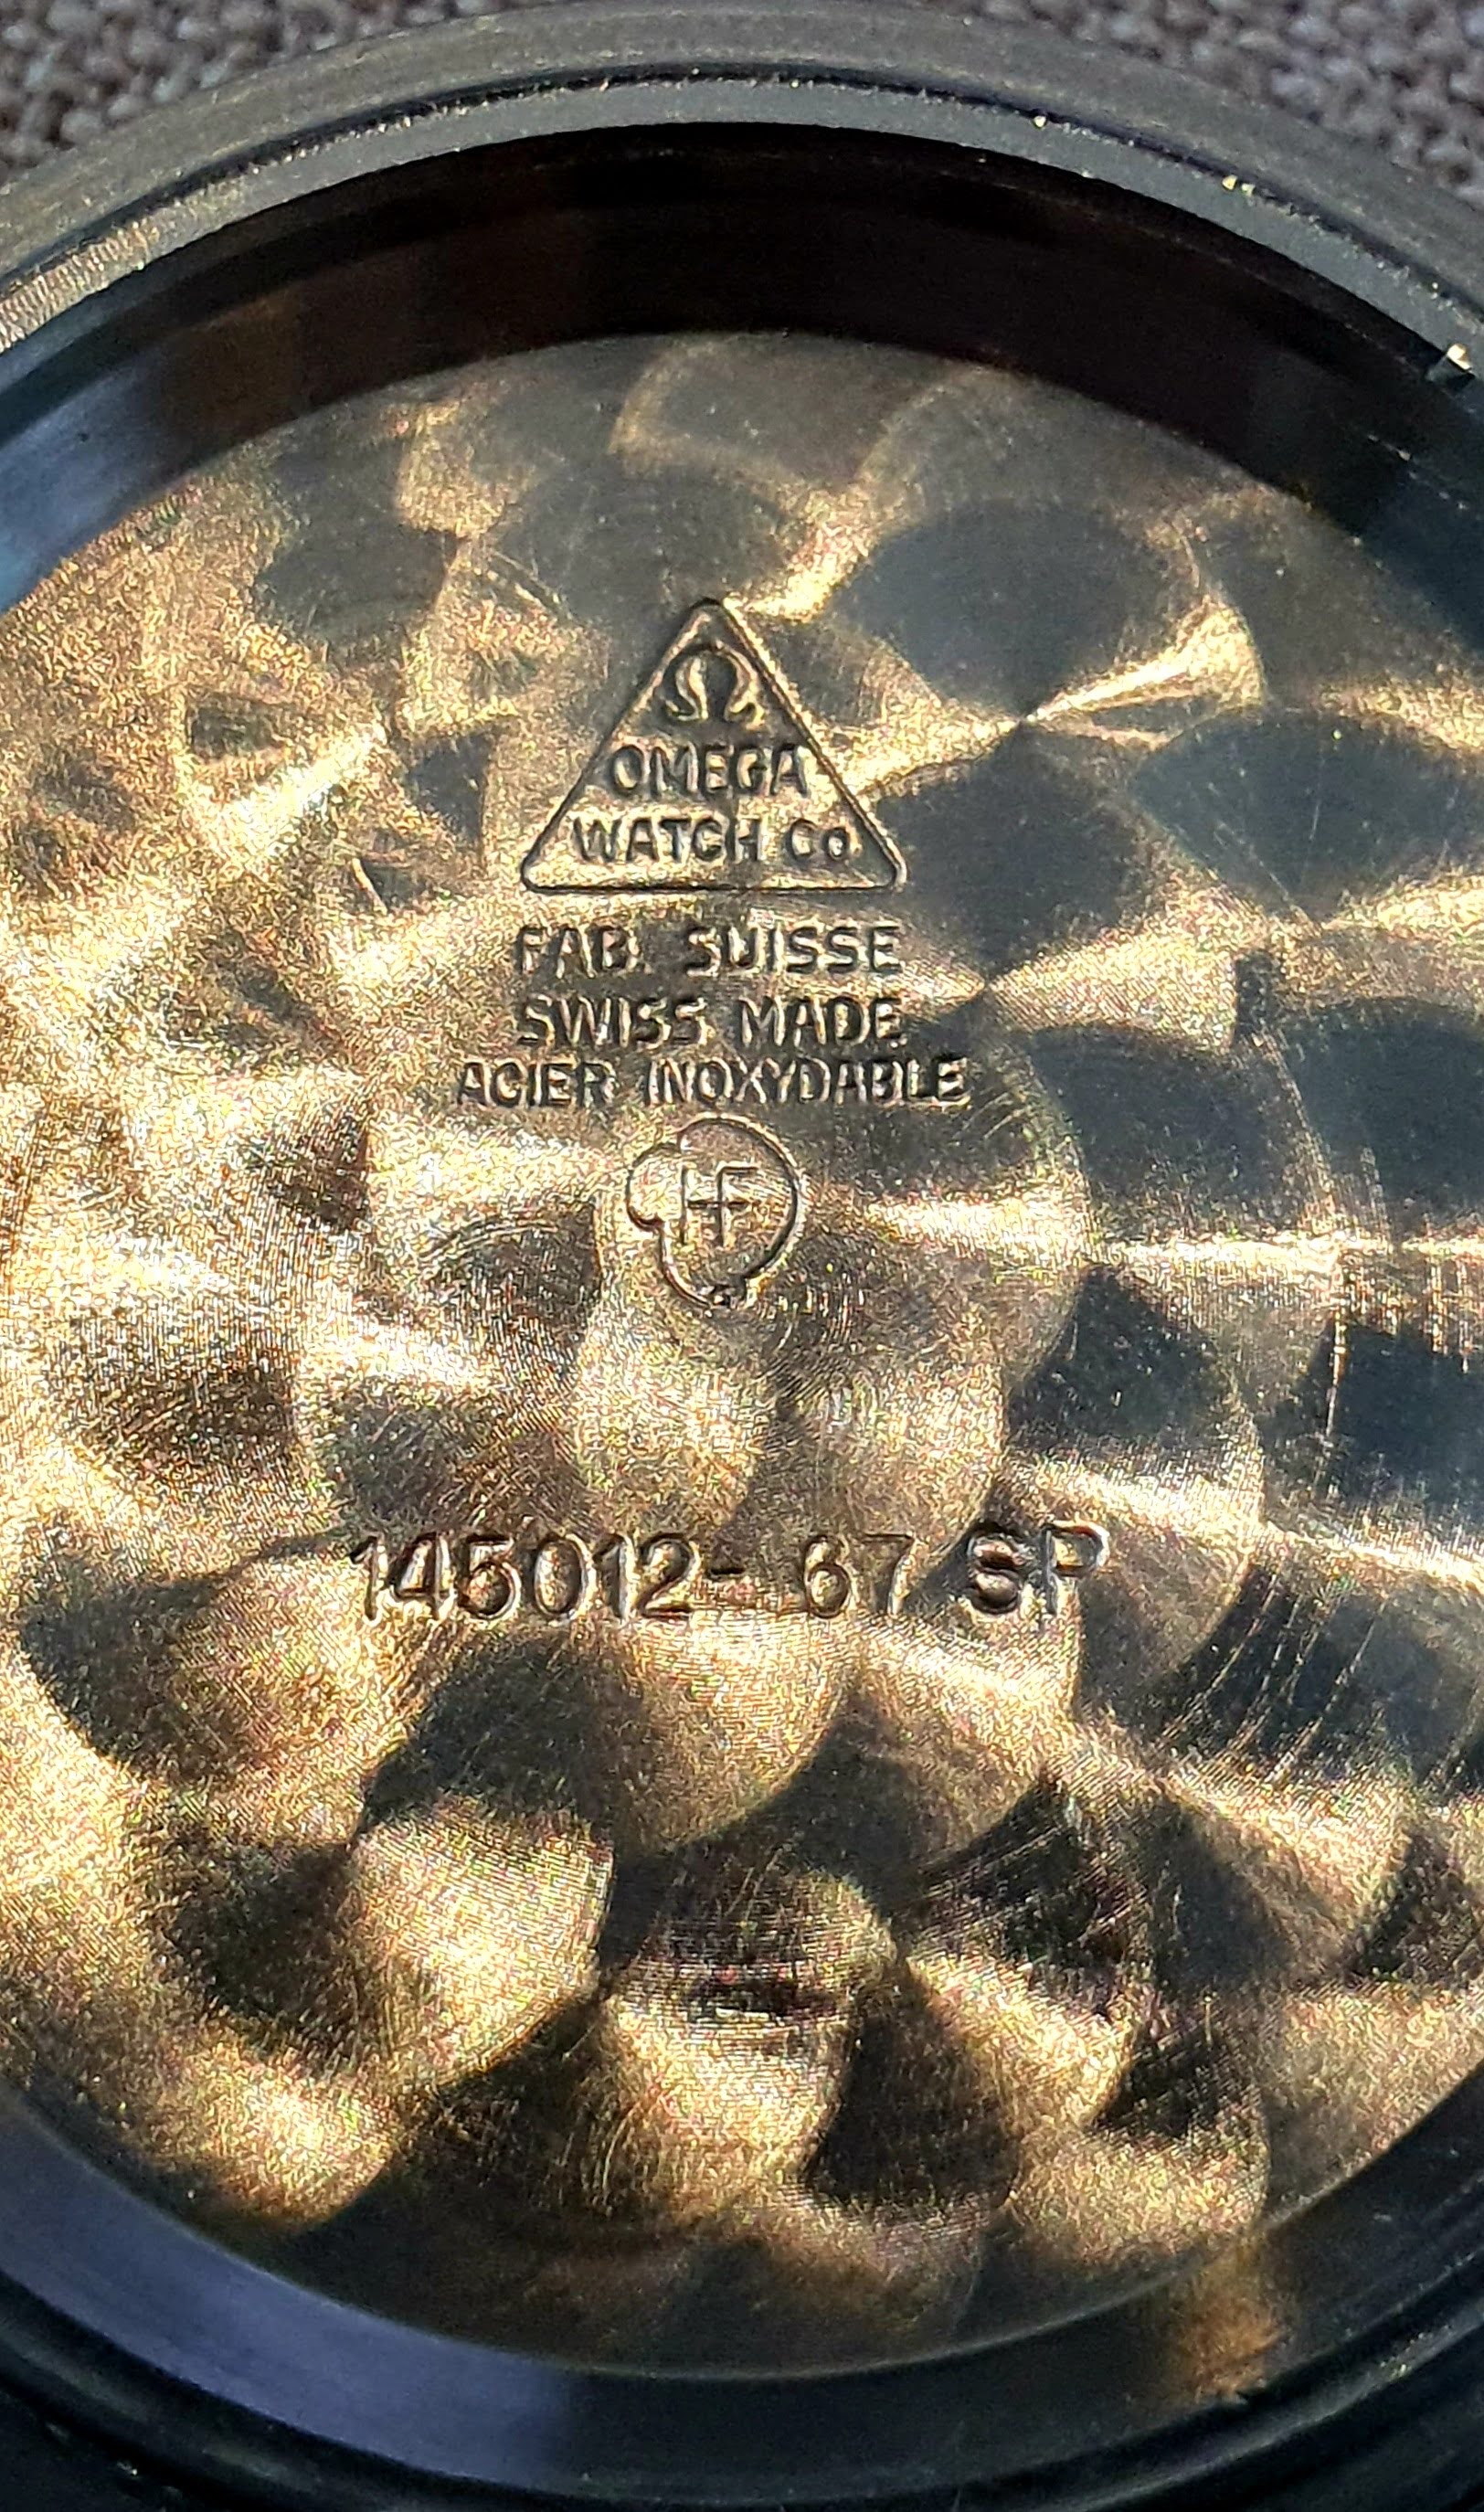 Ω
OMEGA
WATCH Co
FAB. SUISSE
SWISS MADE
ACIER INOXYDABLE
HF
145012- 67 SP